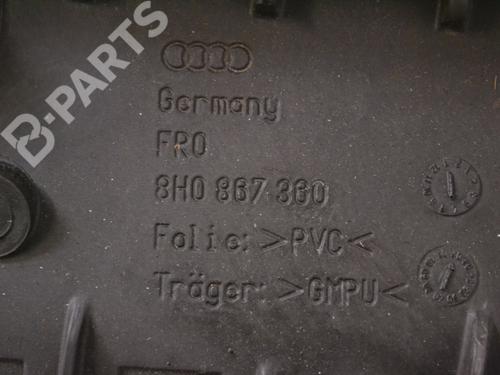 B-PARTS
Germany
FRO
8H0 867 360
Folie: >PVC<
Träger: >GMPU<